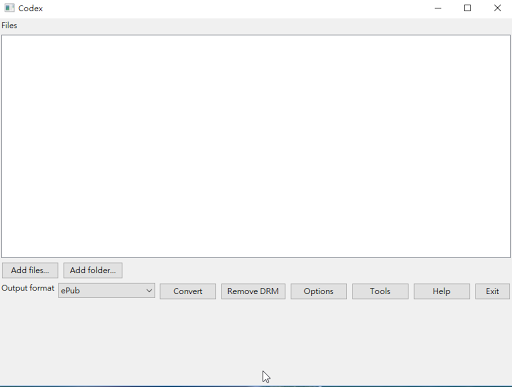 Codex
Files
Add files... Add folder...
Output format ePub Convert Remove DRM Options Tools Help Exit